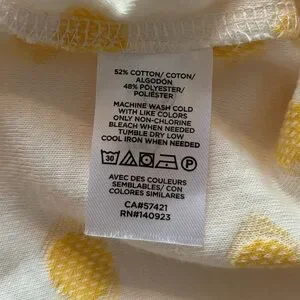 52% COTTON/ COTON/
ALGODÓN
48% POLYESTER/
POLYESTER
MACHINE WASH COLD
WITH LIKE COLORS
ONLY NON-CHLORINE
BLEACH WHEN NEEDED
TUMBLE DRY LOW
COOL IRON WHEN NEEDED
30
AVEC DES COULEURS
SEMBLABLES/ CON
COLORES SIMILARES
CA#57421
RN#140923